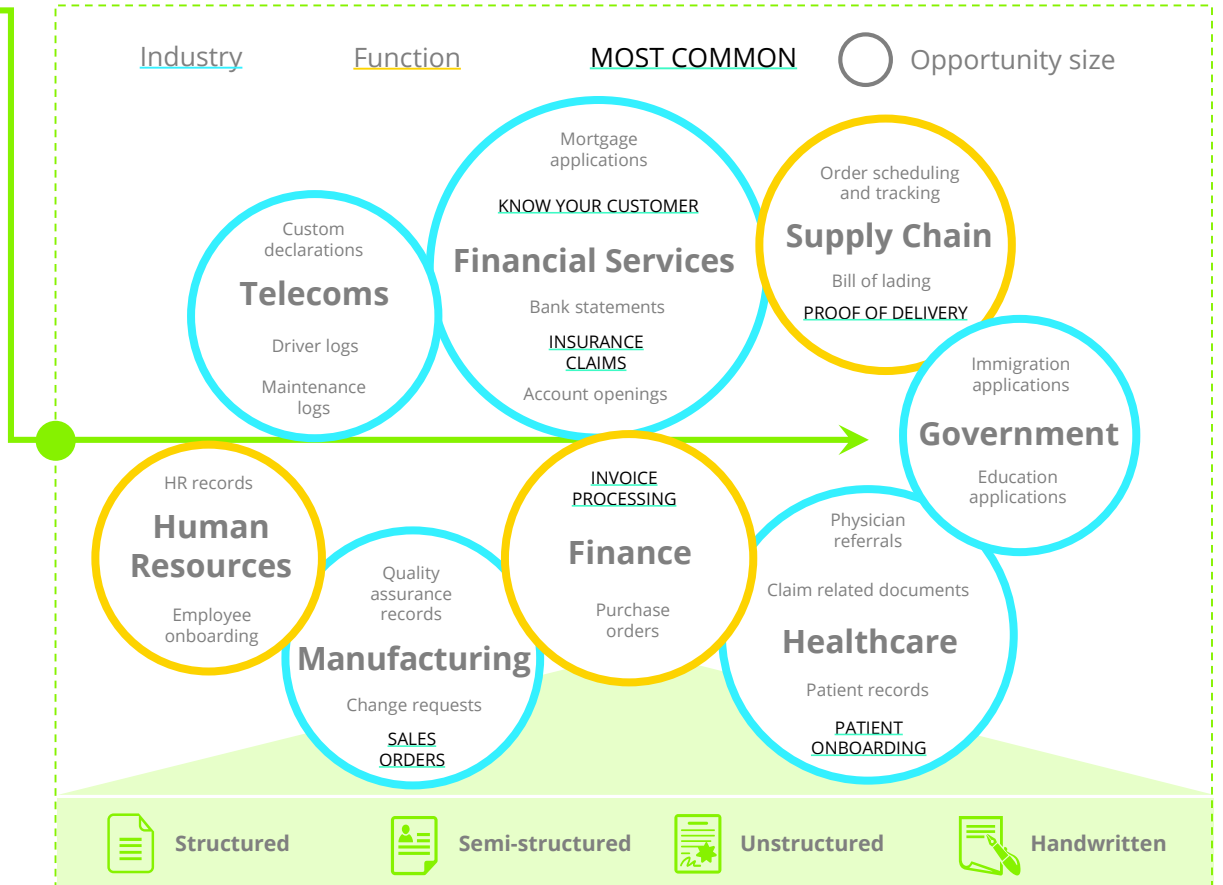 Industry
Function
MOST COMMON
Opportunity size
Mortgage
applications
KNOW YOUR CUSTOMER
Financial Services
Bank statements
INSURANCE
CLAIMS
Account openings
Order scheduling
and tracking
Supply Chain
Bill of lading
PROOF OF DELIVERY
Custom
declarations
Telecoms
Driver logs
Maintenance
logs
Immigration
applications
Government
Education
applications
HR records
Human
Resources
Employee
onboarding
Quality
assurance
records
Manufacturing
Change requests
SALES
ORDERS
INVOICE
PROCESSING
Finance
Purchase
orders
Physician
referrals
Claim related documents
Healthcare
Patient records
PATIENT
ONBOARDING
Structured
Semi-structured
Unstructured
Handwritten